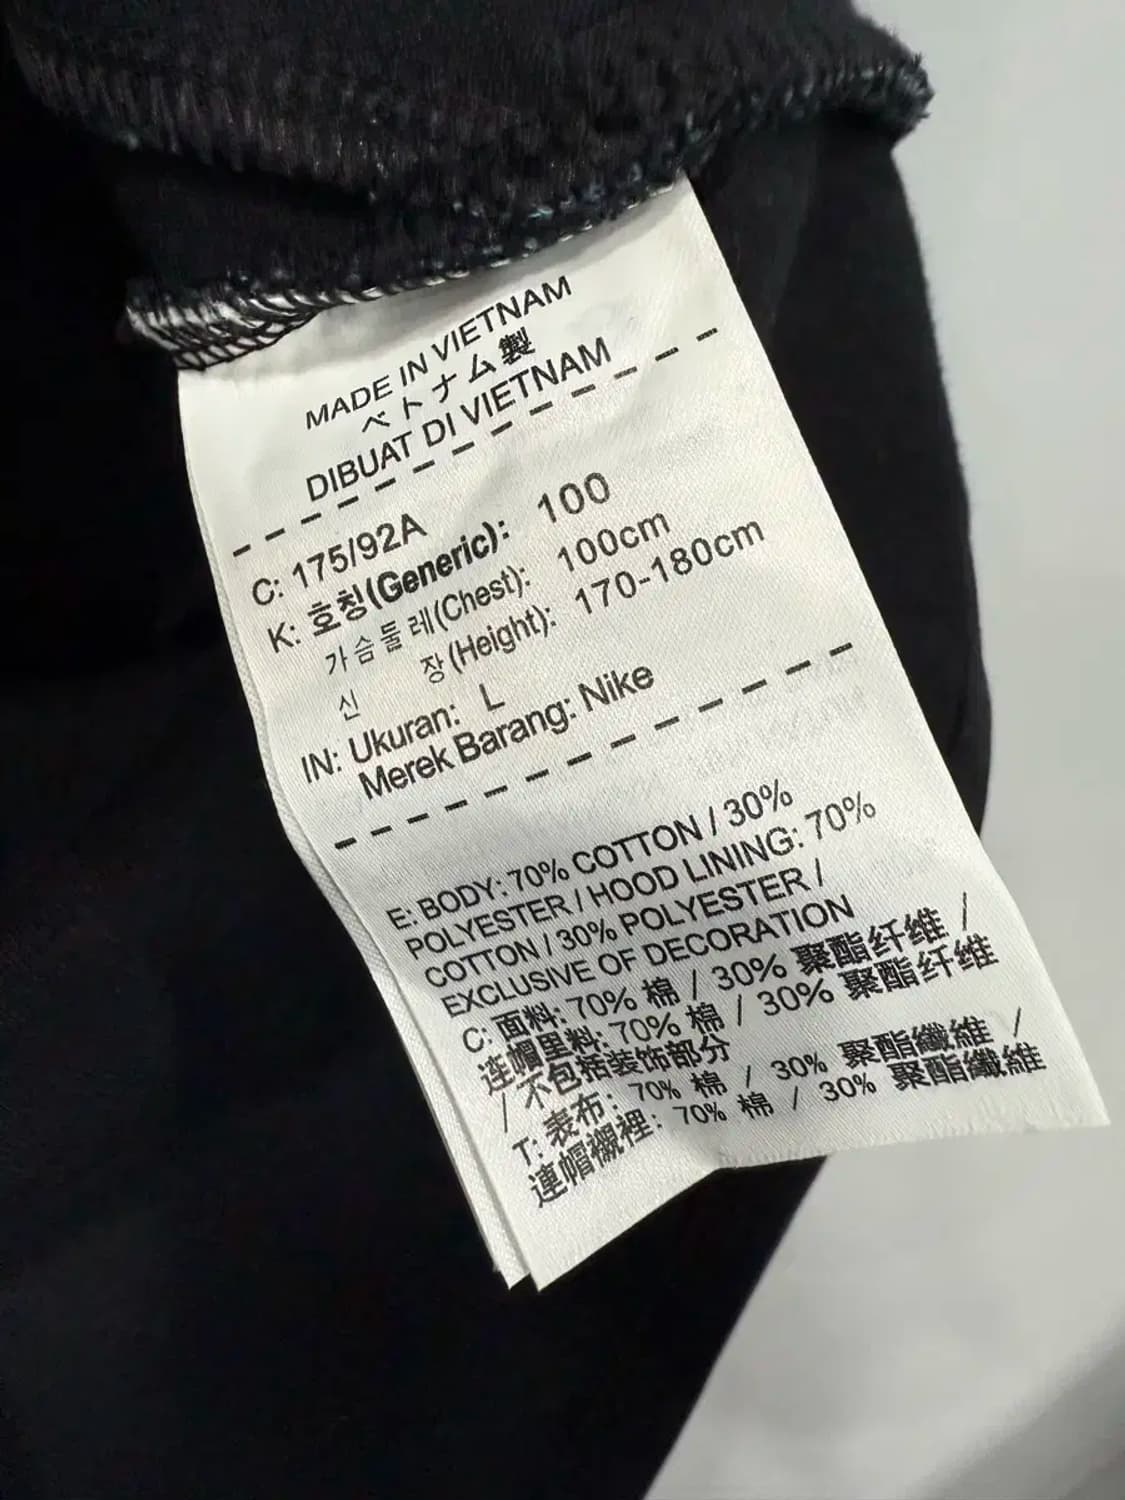 MADE IN VIETNAM
ベトナム製
DIBUAT DI VIETNAM
C: 175/92A
K: 호칭(Generic): 100
가슴둘레(Chest): 100cm
신 장(Height): 170-180cm
IN: Ukuran: L
Merek Barang: Nike
E: BODY: 70% COTTON / 30%
POLYESTER / HOOD LINING: 70%
COTTON / 30% POLYESTER /
EXCLUSIVE OF DECORATION
C: 面料: 70% 棉 / 30% 聚酯纤维 /
连帽里料: 70% 棉 / 30% 聚酯纤维
/ 不包括装饰部分
T: 表布: 70% 棉 / 30% 聚酯纖維 /
連帽襯裡: 70% 棉 / 30% 聚酯纖維